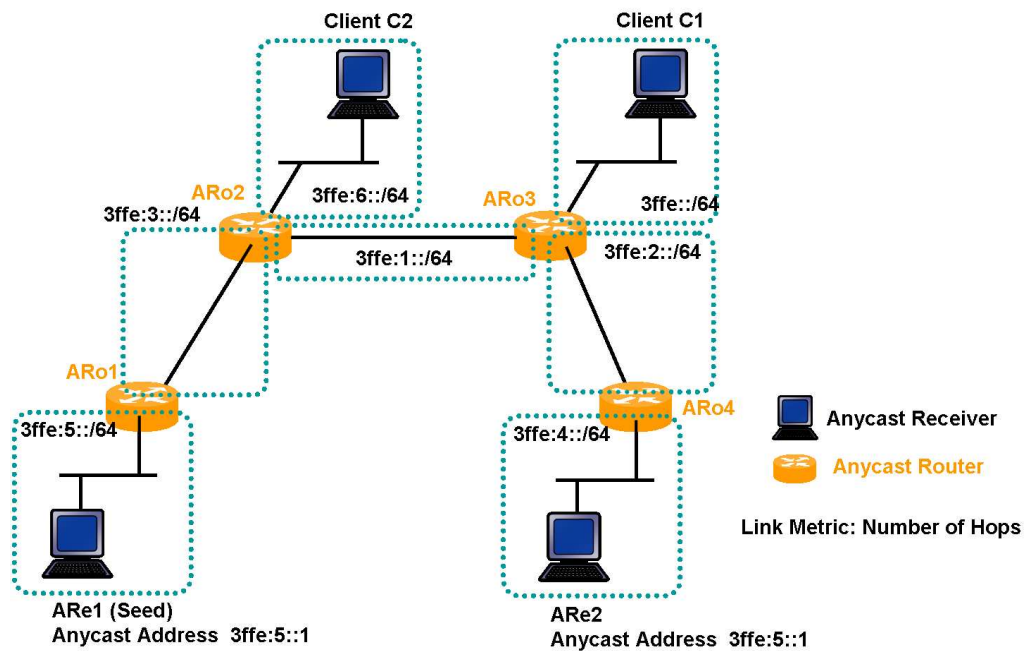 Client C2
Client C1
ARo2
3ffe:6::/64
ARo3
3ffe::/64
3ffe:3::/64
3ffe:1::/64
3ffe:2::/64
ARo1
ARo4
3ffe:5::/64
3ffe:4::/64
Anycast Receiver
Anycast Router
Link Metric: Number of Hops
ARe1 (Seed)
Anycast Address 3ffe:5::1
ARe2
Anycast Address 3ffe:5::1